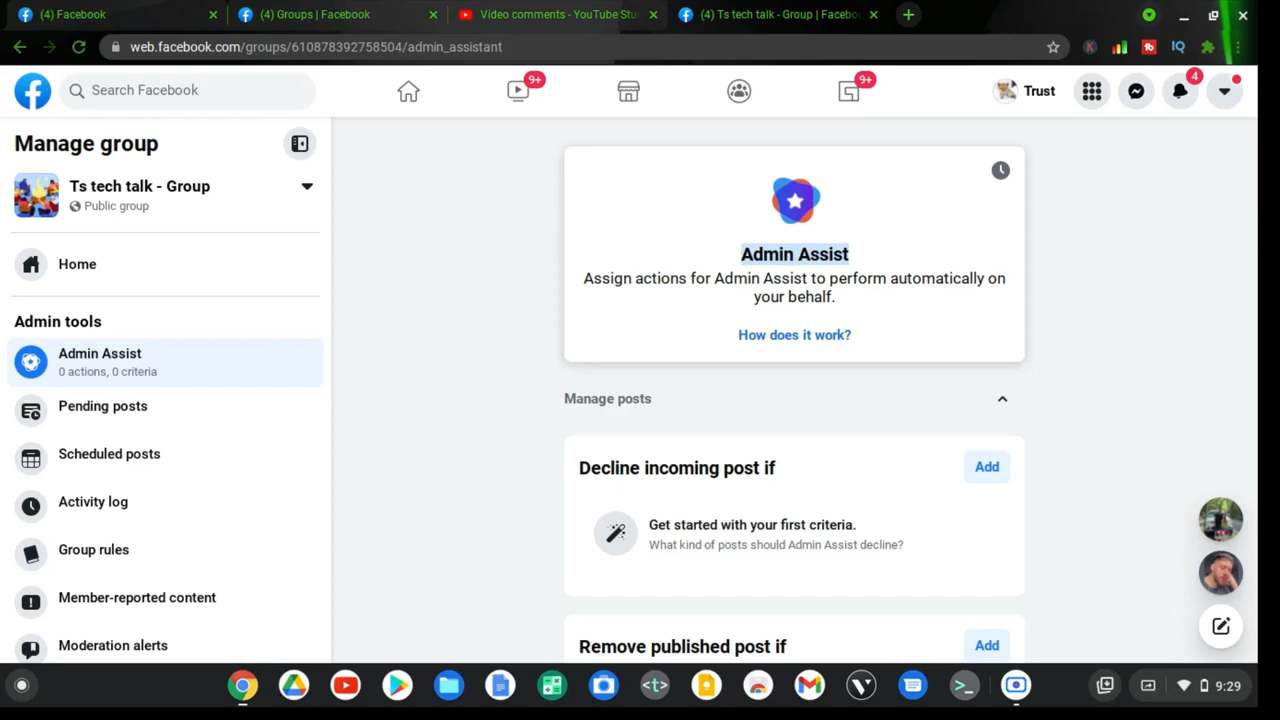 (4) Facebook
(4) Groups | Facebook
Video comments - YouTube Stu
(4) Ts tech talk - Group | Facebo
web.facebook.com/groups/610878392758504/admin_assistant
K
IQ
Search Facebook
9+
9+
Trust
4
Manage group
Ts tech talk - Group
Public group
Home
Admin tools
Admin Assist
0 actions, 0 criteria
Pending posts
Scheduled posts
Activity log
Group rules
Member-reported content
Moderation alerts
Admin Assist
Assign actions for Admin Assist to perform automatically on
your behalf.
How does it work?
Manage posts
Decline incoming post if
Add
Get started with your first criteria.
What kind of posts should Admin Assist decline?
Remove published post if
Add
<t>
9:29